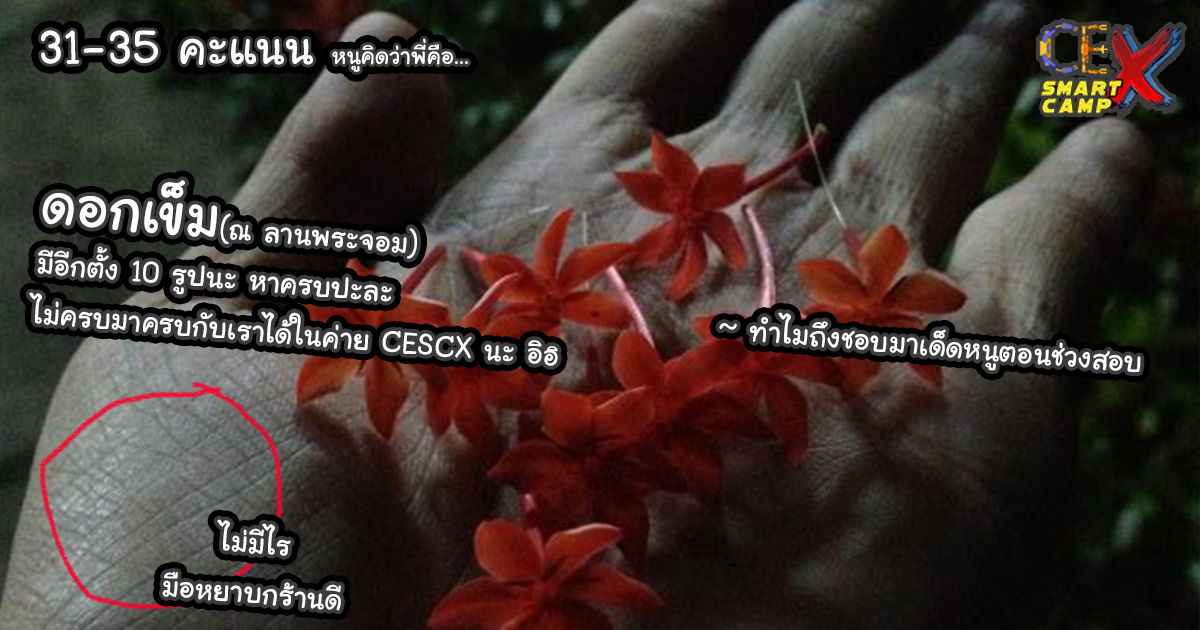 31-35 คะแนน หนูคิดว่าพี่คือ...
CEX
SMART
CAMP
ดอกเข็ม(ณ ลานพระจอม)
มีอีกตั้ง 10 รูปนะ หาครบปะละ
ไม่ครบมาครบกับเราได้ในค่าย CESCX นะ อิอิ
~ ทำไมถึงชอบมาเด็ดหนูตอนช่วงสอบ
ไม่มีไร
มือหยาบกร้านดี